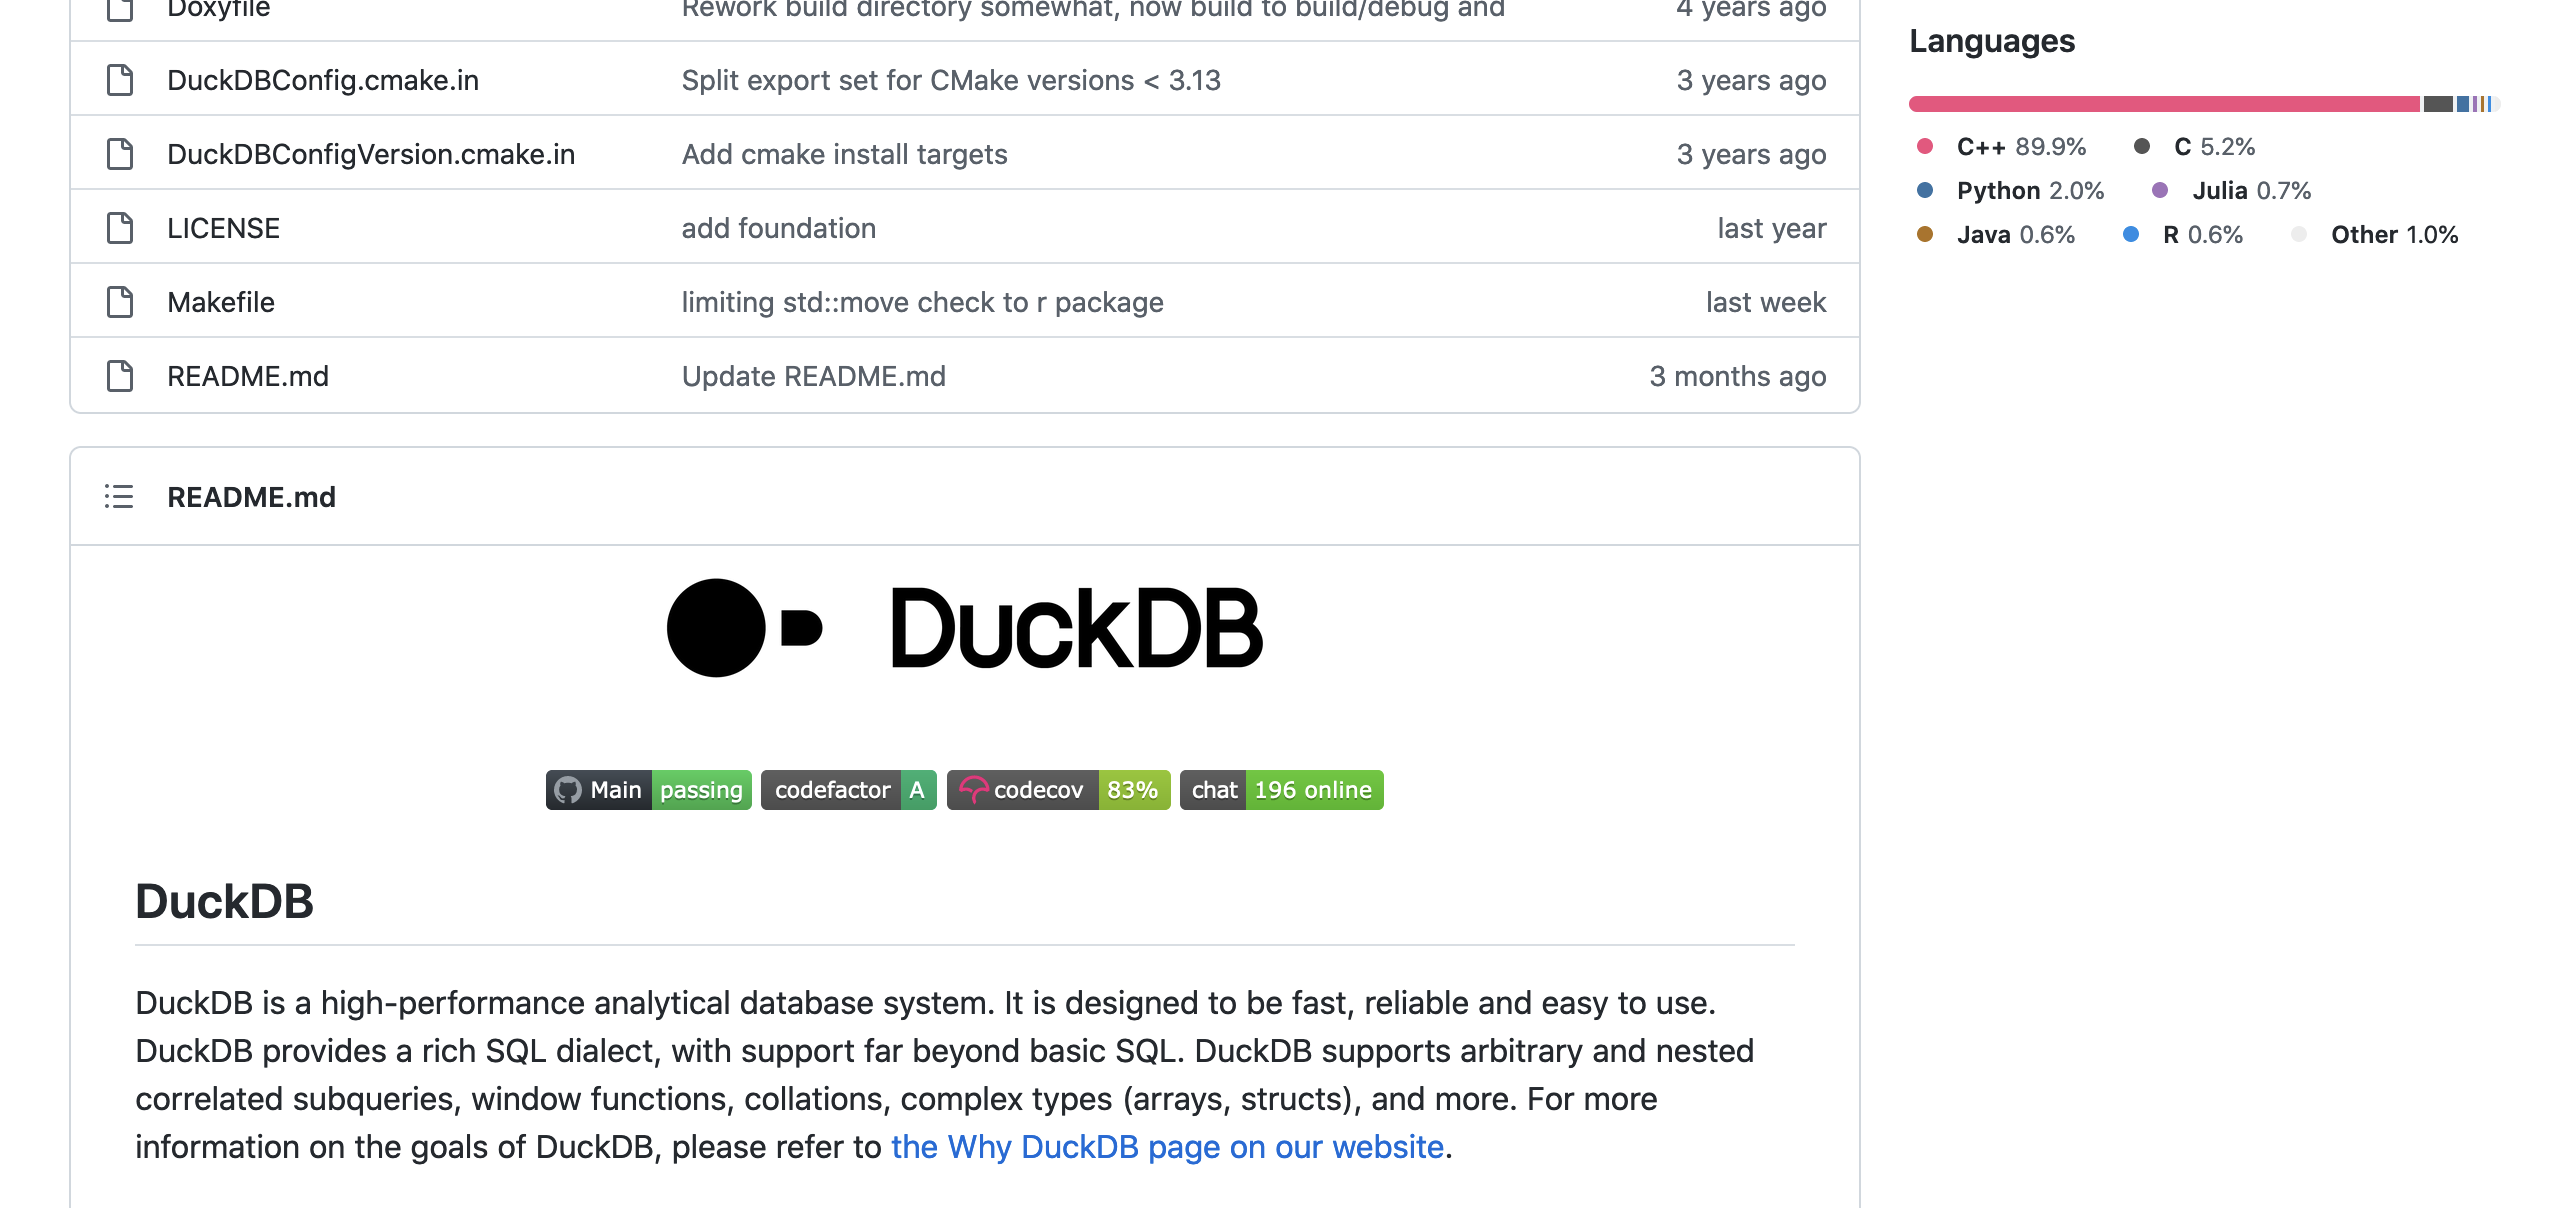 Doxyfile Rework build directory somewhat, now build to build/debug and 4 years ago
DuckDBConfig.cmake.in Split export set for CMake versions < 3.13 3 years ago
DuckDBConfigVersion.cmake.in Add cmake install targets 3 years ago
LICENSE add foundation last year
Makefile limiting std::move check to r package last week
README.md Update README.md 3 months ago
README.md
DuckDB
Main passing codefactor A codecov 83% chat 196 online
DuckDB
DuckDB is a high-performance analytical database system. It is designed to be fast, reliable and easy to use.
DuckDB provides a rich SQL dialect, with support far beyond basic SQL. DuckDB supports arbitrary and nested
correlated subqueries, window functions, collations, complex types (arrays, structs), and more. For more
information on the goals of DuckDB, please refer to the Why DuckDB page on our website.
Languages
C++ 89.9% C 5.2%
Python 2.0% Julia 0.7%
Java 0.6% R 0.6% Other 1.0%